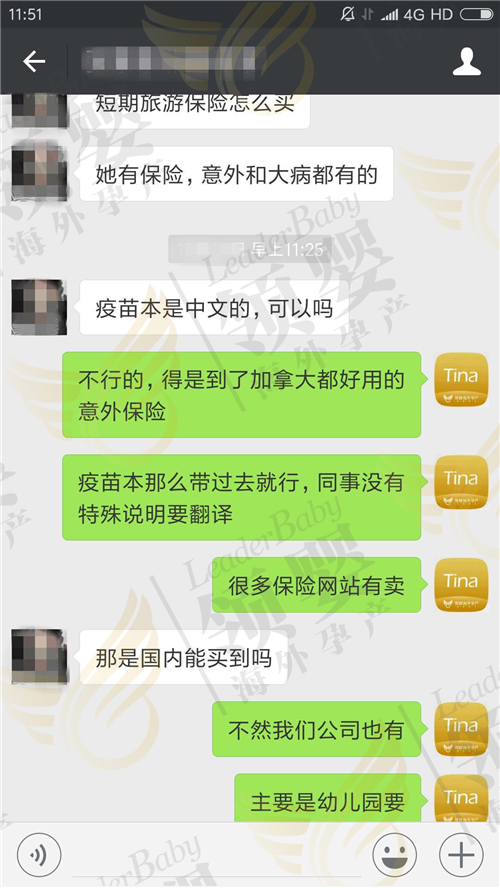 11:51
4G HD
短期旅游保险怎么买
她有保险，意外和大病都有的
早上11:25
疫苗本是中文的，可以吗
不行的，得是到了加拿大都好用的
意外保险
Tina
疫苗本那么带过去就行，同事没有
特殊说明要翻译
Tina
很多保险网站有卖
Tina
那是国内能买到吗
不然我们公司也有
Tina
主要是幼儿园要
Tina
LeaderBaby
领婴
海外孕产